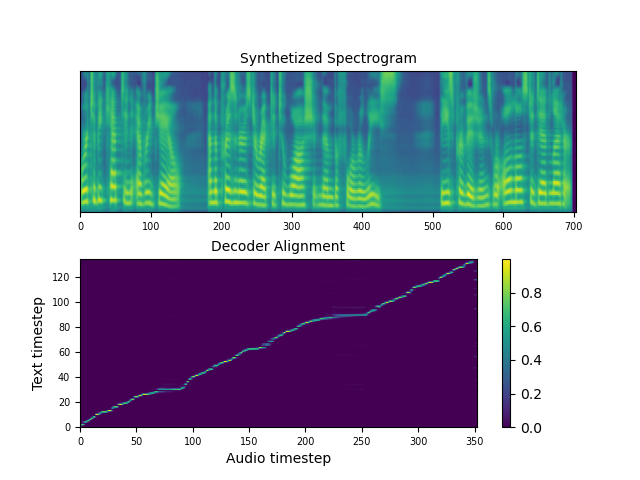 Synthetized Spectrogram
0 100 200 300 400 500 600 700
Decoder Alignment
120
100
80
60
40
20
0
Text timestep
0 50 100 150 200 250 300 350
Audio timestep
0.8
0.6
0.4
0.2
0.0